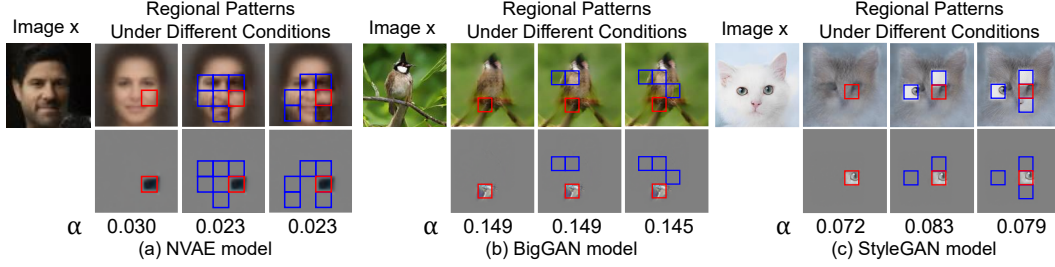 Image x
Regional Patterns
Under Different Conditions
α 0.030 0.023 0.023
(a) NVAE model
Image x
Regional Patterns
Under Different Conditions
α 0.149 0.149 0.145
(b) BigGAN model
Image x
Regional Patterns
Under Different Conditions
α 0.072 0.083 0.079
(c) StyleGAN model